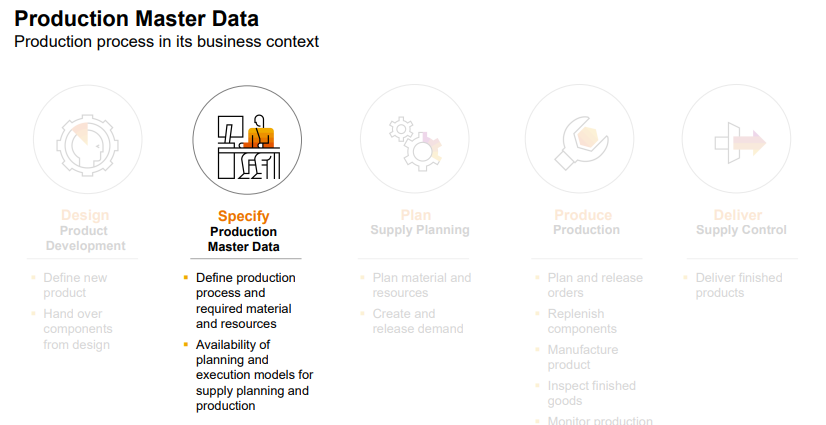 Production Master Data
Production process in its business context
Design
Product
Development
▪ Define new
product
▪ Hand over
components
from design
Specify
Production
Master Data
▪ Define production
process and
required material
and resources
▪ Availability of
planning and
execution models for
supply planning and
production
Plan
Supply Planning
▪ Plan material and
resources
▪ Create and
release demand
Produce
Production
▪ Plan and release
orders
▪ Replenish
components
▪ Manufacture
product
▪ Inspect finished
goods
▪ Monitor production
Deliver
Supply Control
▪ Deliver finished
products